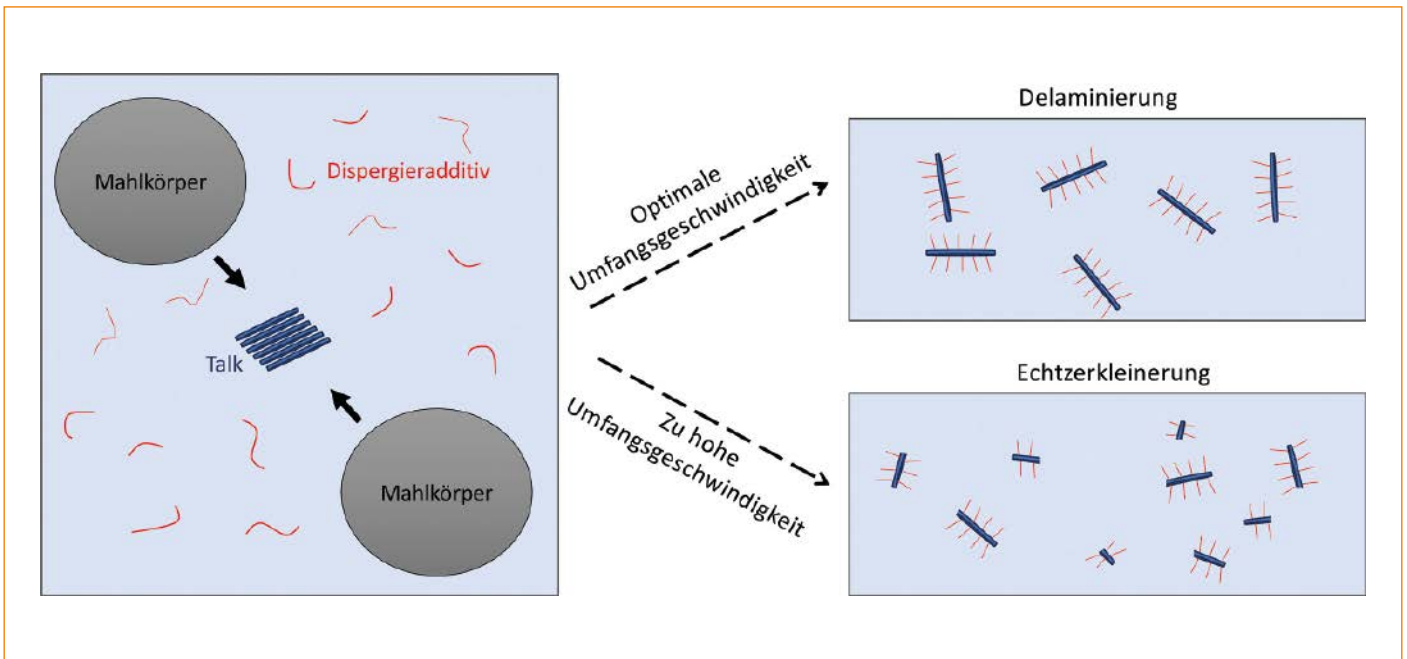 Mahlkörper
Dispergieradditiv
Talk
Mahlkörper
Optimale
Umfangsgeschwindigkeit
Zu hohe
Umfangsgeschwindigkeit
Delaminierung
Echtzerkleinerung